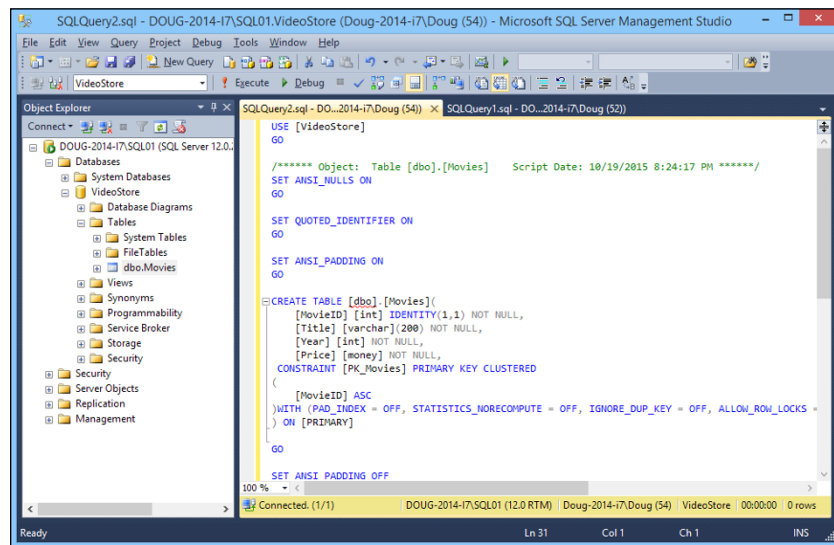 SQLQuery2.sql - DOUG-2014-I7\SQL01.VideoStore (Doug-2014-i7\Doug (54)) - Microsoft SQL Server Management Studio
File Edit View Query Project Debug Tools Window Help
New Query
VideoStore Execute Debug
Object Explorer
Connect
DOUG-2014-I7\SQL01 (SQL Server 12.0.
Databases
System Databases
VideoStore
Database Diagrams
Tables
System Tables
FileTables
dbo.Movies
Views
Synonyms
Programmability
Service Broker
Storage
Security
Security
Server Objects
Replication
Management
SQLQuery2.sql - DO...2014-i7\Doug (54)) SQLQuery1.sql - DO...2014-i7\Doug (52))
USE [VideoStore]
GO
/****** Object: Table [dbo].[Movies] Script Date: 10/19/2015 8:24:17 PM ******/
SET ANSI_NULLS ON
GO
SET QUOTED_IDENTIFIER ON
GO
SET ANSI_PADDING ON
GO
CREATE TABLE [dbo].[Movies](
[MovieID] [int] IDENTITY(1,1) NOT NULL,
[Title] [varchar](200) NOT NULL,
[Year] [int] NOT NULL,
[Price] [money] NOT NULL,
CONSTRAINT [PK_Movies] PRIMARY KEY CLUSTERED
(
[MovieID] ASC
)WITH (PAD_INDEX = OFF, STATISTICS_NORECOMPUTE = OFF, IGNORE_DUP_KEY = OFF, ALLOW_ROW_LOCKS =
) ON [PRIMARY]
GO
SET ANSI PADDING OFF
100 %
Connected. (1/1) DOUG-2014-I7\SQL01 (12.0 RTM) Doug-2014-i7\Doug (54) VideoStore 00:00:00 0 rows
Ready Ln 31 Col 1 Ch 1 INS